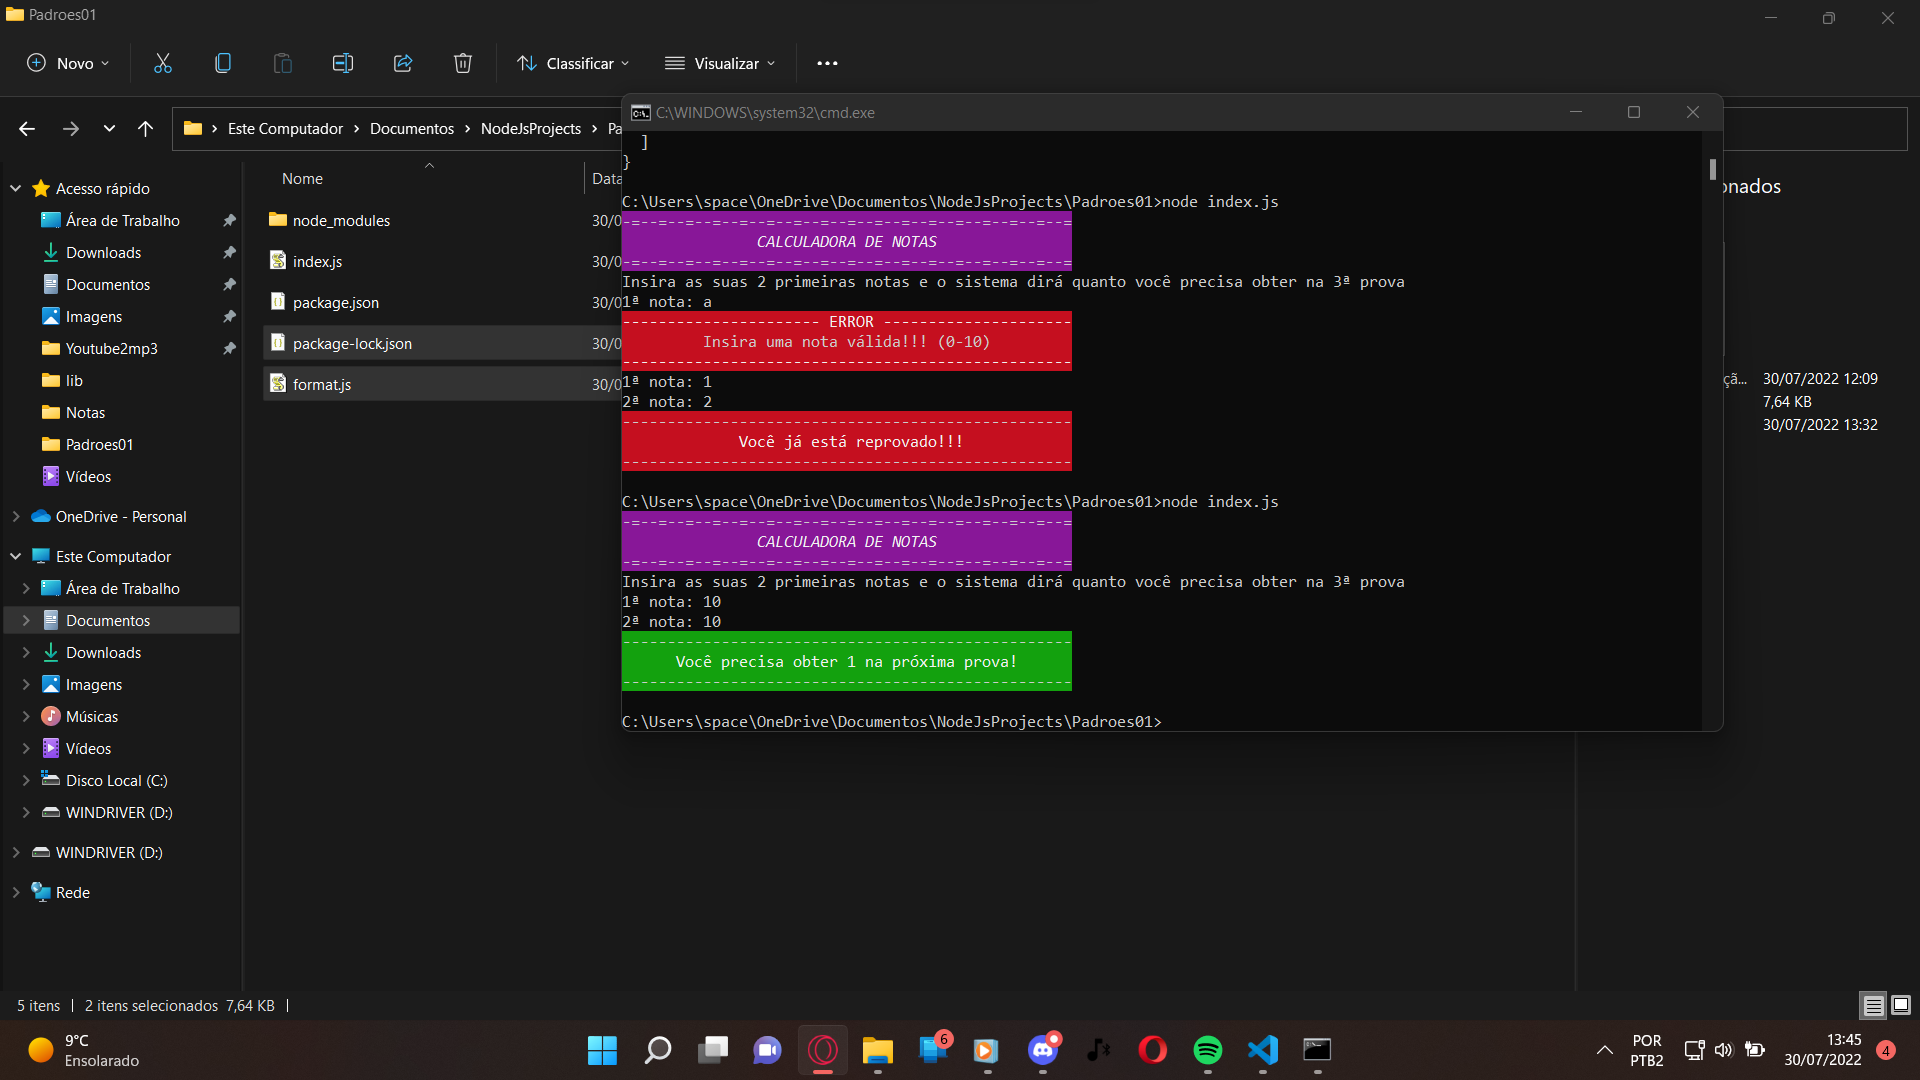 Padroes01
Novo
Classificar
Visualizar
Este Computador
Documentos
NodeJsProjects
C:\WINDOWS\system32\cmd.exe
Acesso rápido
Área de Trabalho
Downloads
Documentos
Imagens
Youtube2mp3
lib
Notas
Padroes01
Vídeos
OneDrive - Personal
Este Computador
Área de Trabalho
Documentos
Downloads
Imagens
Músicas
Vídeos
Disco Local (C:)
WINDRIVER (D:)
WINDRIVER (D:)
Rede
Nome
Data
node_modules
30/0
index.js
30/0
package.json
30/0
package-lock.json
30/0
format.js
30/0
]
}
C:\Users\space\OneDrive\Documentos\NodeJsProjects\Padroes01>node index.js
-=--=--=--=--=--=--=--=--=--=--=--=--=--=--=--=--=
CALCULADORA DE NOTAS
-=--=--=--=--=--=--=--=--=--=--=--=--=--=--=--=--=
Insira as suas 2 primeiras notas e o sistema dirá quanto você precisa obter na 3ª prova
1ª nota: a
---------------------- ERROR ---------------------
Insira uma nota válida!!! (0-10)
--------------------------------------------------
1ª nota: 1
2ª nota: 2
--------------------------------------------------
Você já está reprovado!!!
--------------------------------------------------
C:\Users\space\OneDrive\Documentos\NodeJsProjects\Padroes01>node index.js
-=--=--=--=--=--=--=--=--=--=--=--=--=--=--=--=--=
CALCULADORA DE NOTAS
-=--=--=--=--=--=--=--=--=--=--=--=--=--=--=--=--=
Insira as suas 2 primeiras notas e o sistema dirá quanto você precisa obter na 3ª prova
1ª nota: 10
2ª nota: 10
--------------------------------------------------
Você precisa obter 1 na próxima prova!
--------------------------------------------------
C:\Users\space\OneDrive\Documentos\NodeJsProjects\Padroes01>
onados
çã... 30/07/2022 12:09
7,64 KB
30/07/2022 13:32
5 itens
2 itens selecionados 7,64 KB
9°C
Ensolarado
6
POR
PTB2
13:45
30/07/2022
4